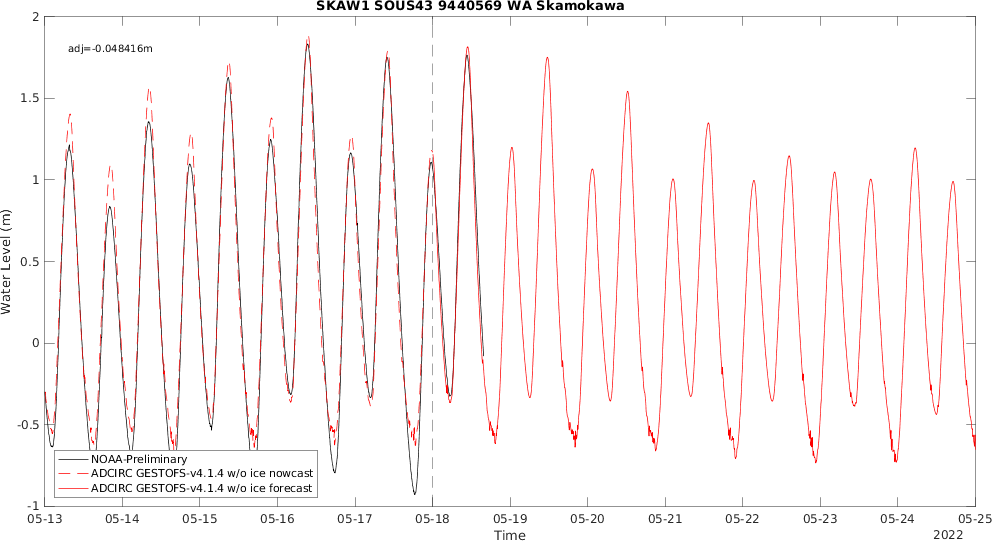 SKAW1 SOUS43 9440569 WA Skamokawa
adj=-0.048416m
2
1.5
1
0.5
0
-0.5
-1
Water Level (m)
NOAA-Preliminary
ADCIRC GESTOFS-v4.1.4 w/o ice nowcast
ADCIRC GESTOFS-v4.1.4 w/o ice forecast
05-13 05-14 05-15 05-16 05-17 05-18 05-19 05-20 05-21 05-22 05-23 05-24 05-25
Time
2022